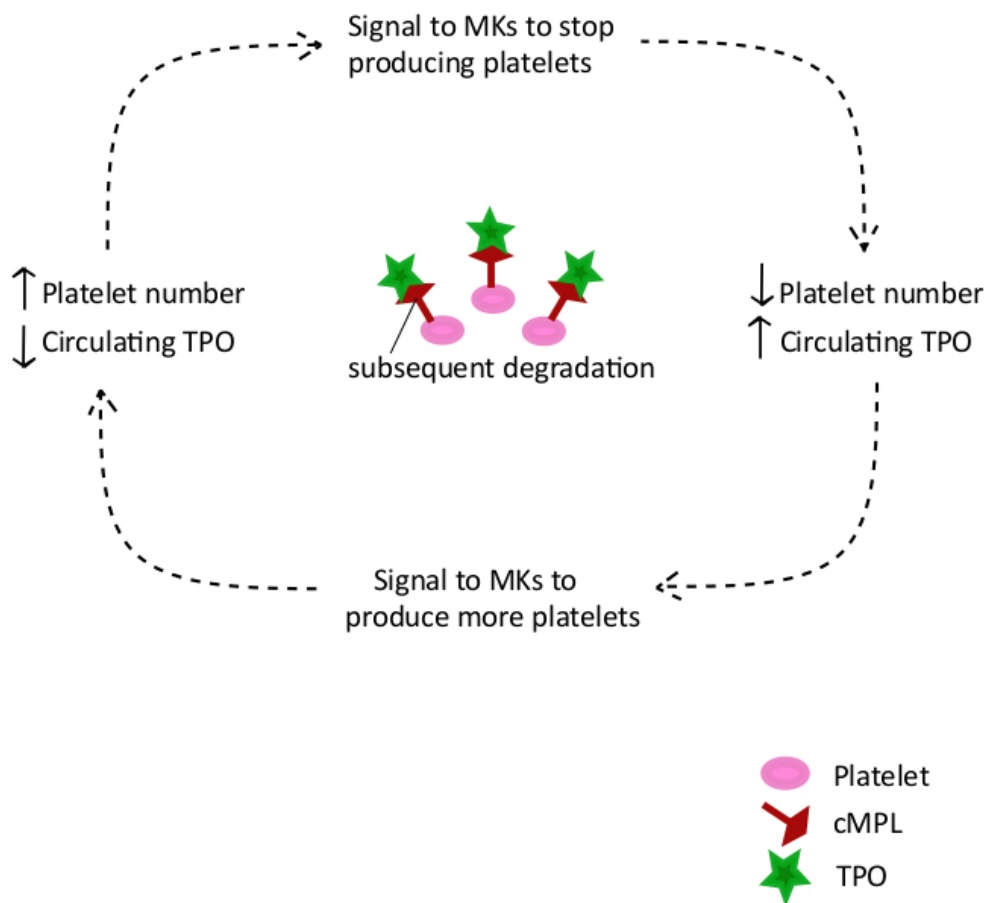 Signal to MKs to stop
producing platelets
↑ Platelet number
↓ Circulating TPO
subsequent degradation
↓ Platelet number
↑ Circulating TPO
Signal to MKs to
produce more platelets
Platelet
cMPL
TPO